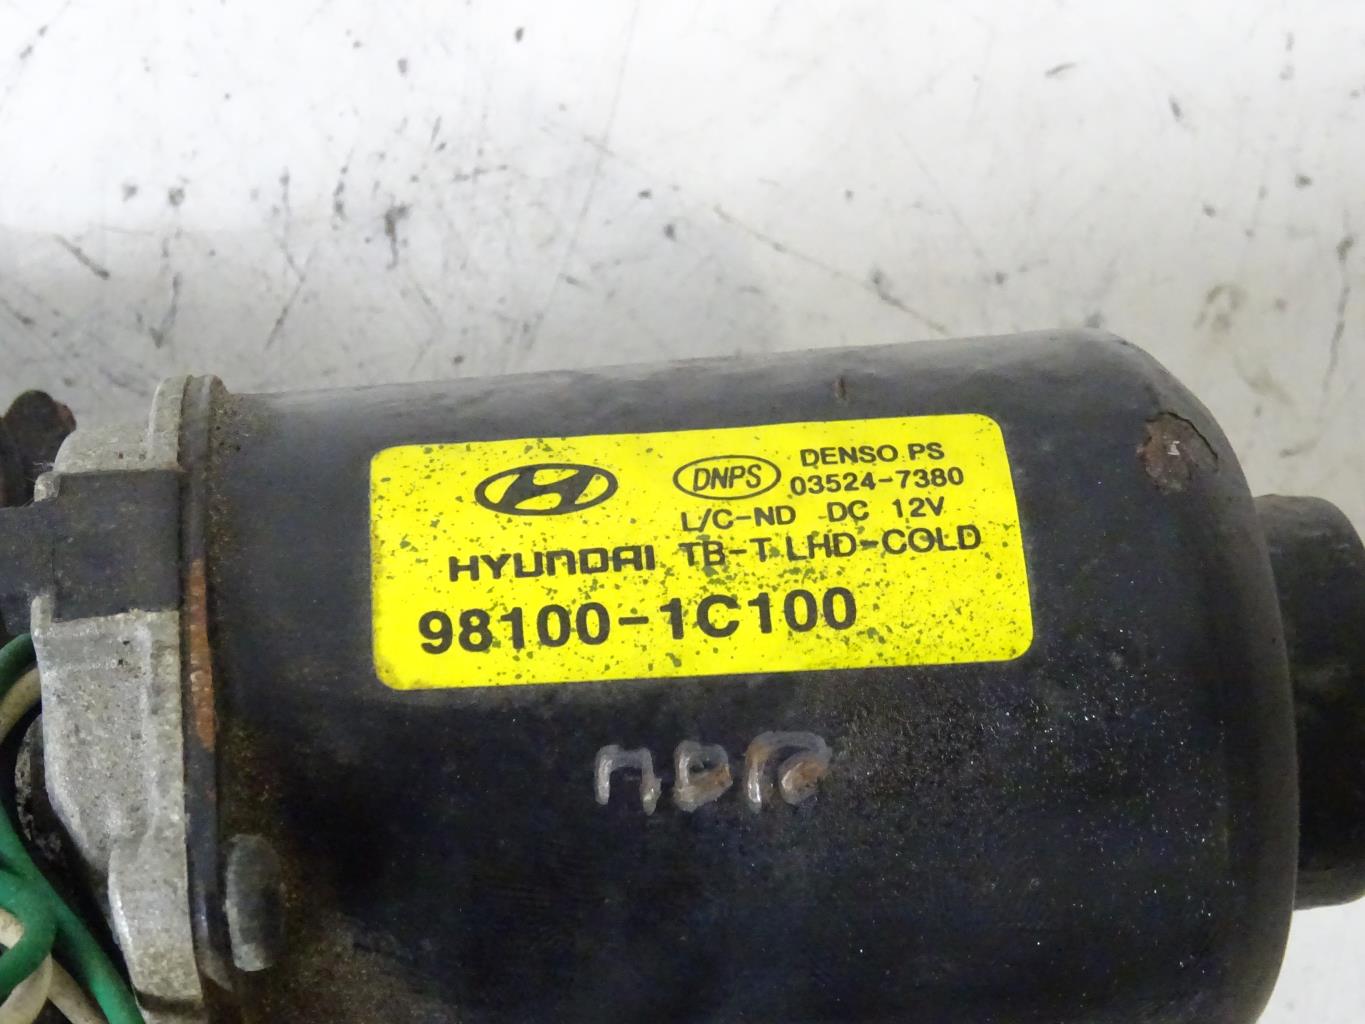 DNPS DENSO PS
03524-7380
L/C-ND DC 12V
HYUNDAI TB-T LHD-COLD
98100-1C100